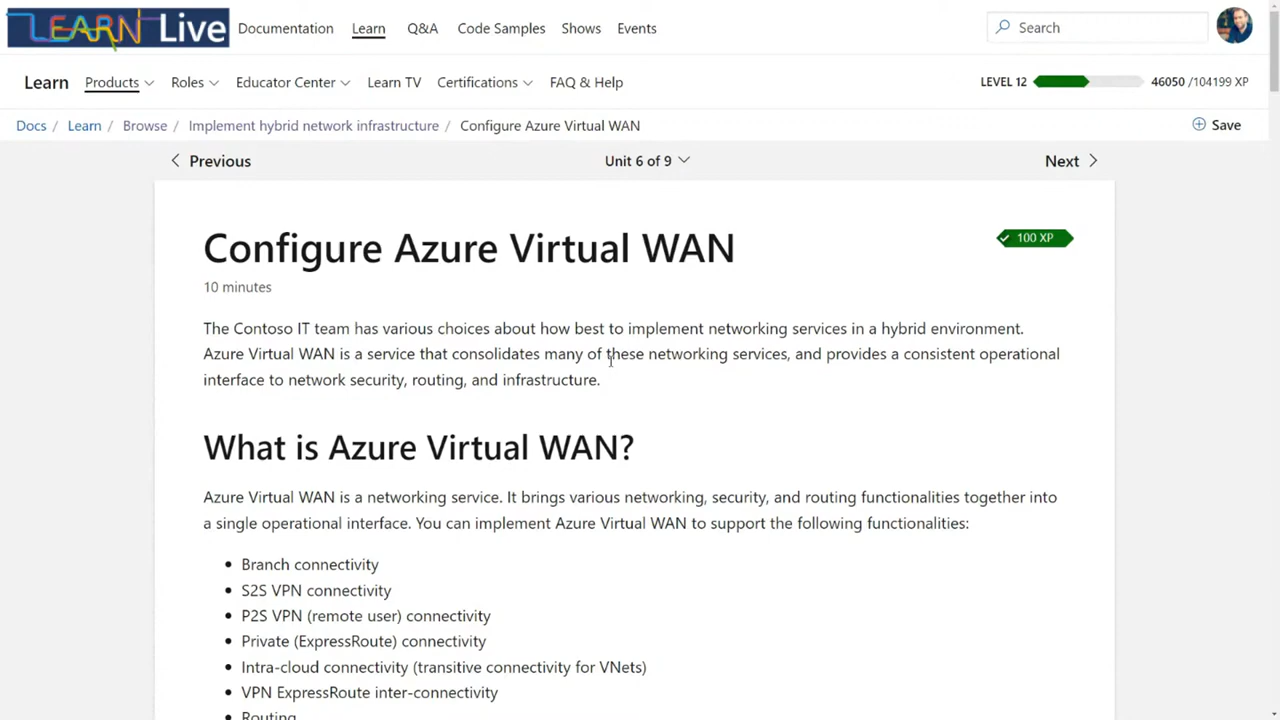 LEARN Live
Documentation Learn Q&A Code Samples Shows Events Search
Learn Products Roles Educator Center Learn TV Certifications FAQ & Help LEVEL 12 46050 /104199 XP
Docs / Learn / Browse / Implement hybrid network infrastructure / Configure Azure Virtual WAN Save
Previous Unit 6 of 9 Next
Configure Azure Virtual WAN
100 XP
10 minutes
The Contoso IT team has various choices about how best to implement networking services in a hybrid environment.
Azure Virtual WAN is a service that consolidates many of these networking services, and provides a consistent operational
interface to network security, routing, and infrastructure.
What is Azure Virtual WAN?
Azure Virtual WAN is a networking service. It brings various networking, security, and routing functionalities together into
a single operational interface. You can implement Azure Virtual WAN to support the following functionalities:
• Branch connectivity
• S2S VPN connectivity
• P2S VPN (remote user) connectivity
• Private (ExpressRoute) connectivity
• Intra-cloud connectivity (transitive connectivity for VNets)
• VPN ExpressRoute inter-connectivity
• Routing